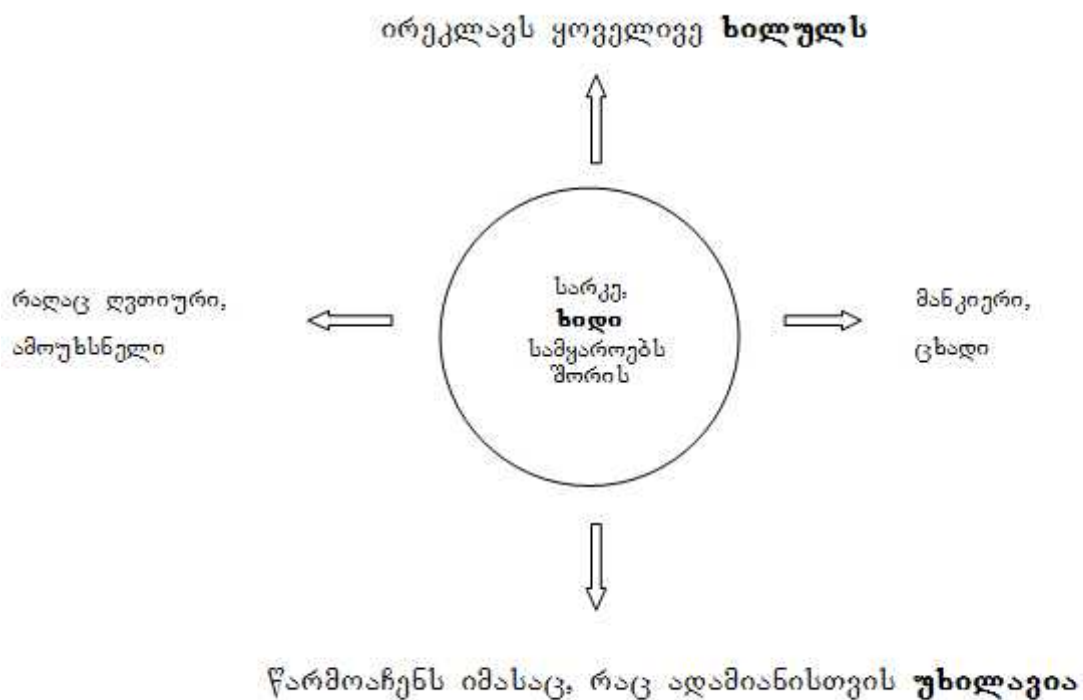 ირეკლავს ყოველივე ხილულს
რაღაც ღვთიური,
ამოუხსნელი
სარკე,
ხიდი
სამყაროებს
შორის
მანკიერი,
ცხადი
წარმოაჩენს იმასაც, რაც ადამიანისთვის უხილავია